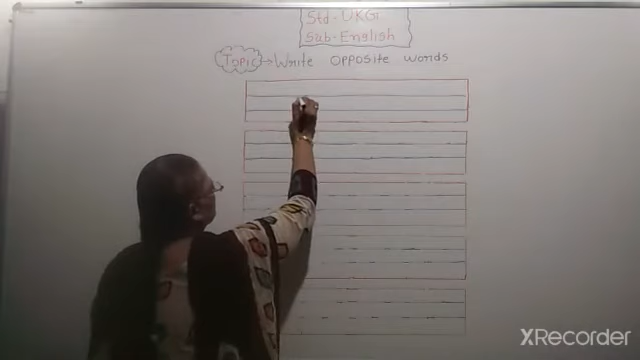 Std - UKG
Sub - English
Topic → Write opposite words
XRecorder